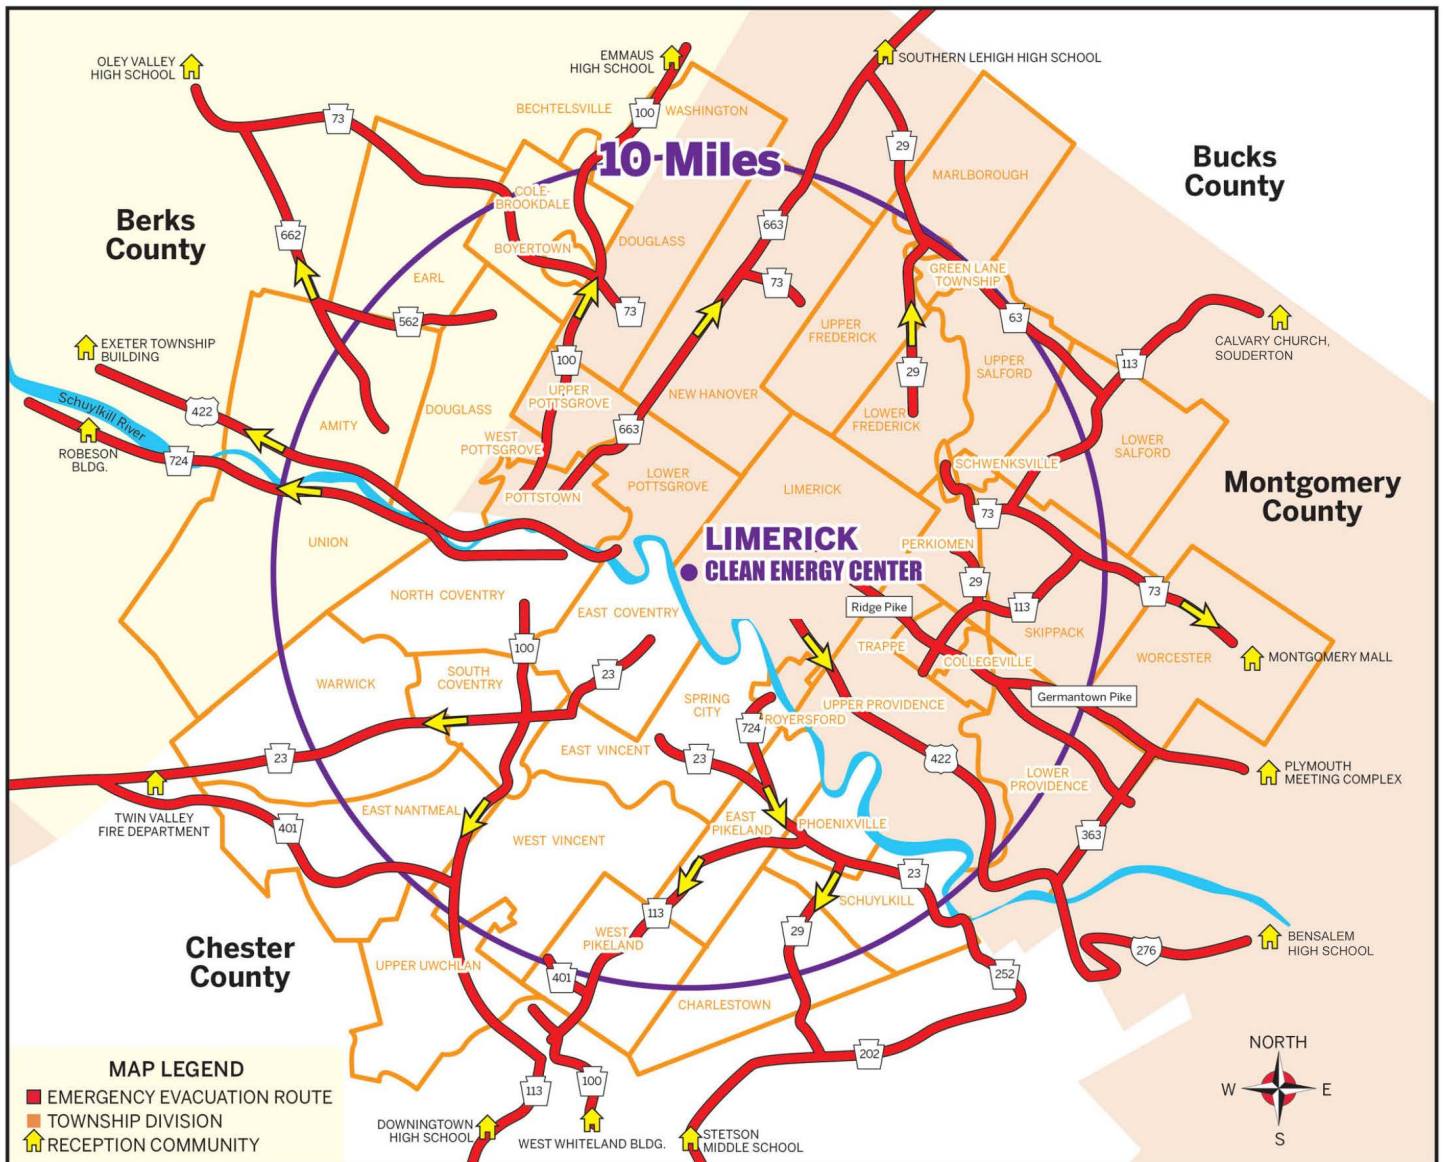 OLEY VALLEY
HIGH SCHOOL
EMMAUS
HIGH SCHOOL
SOUTHERN LEHIGH HIGH SCHOOL
BECHTELSVILLE
100
WASHINGTON
73
29
10-Miles
Bucks
County
MARLBOROUGH
COLE-
BROOKDALE
Berks
County
662
663
BOYERTOWN
DOUGLASS
EARL
GREEN LANE
TOWNSHIP
73
73
562
63
CALVARY CHURCH,
SOUDERTON
UPPER
FREDERICK
EXETER TOWNSHIP
BUILDING
100
UPPER
SALFORD
113
29
UPPER
POTTSGROVE
NEW HANOVER
Schuylkill River
422
DOUGLASS
AMITY
663
LOWER
FREDERICK
WEST
POTTSGROVE
LOWER
SALFORD
ROBESON
BLDG.
724
SCHWENKSVILLE
LOWER
POTTSGROVE
LIMERICK
POTTSTOWN
Montgomery
County
73
UNION
LIMERICK
CLEAN ENERGY CENTER
PERKIOMEN
29
73
NORTH COVENTRY
EAST COVENTRY
Ridge Pike
113
SKIPPACK
100
TRAPPE
COLLEGEVILLE
WORCESTER
MONTGOMERY MALL
WARWICK
SOUTH
COVENTRY
23
SPRING
CITY
UPPER PROVIDENCE
Germantown Pike
ROYERSFORD
724
23
EAST VINCENT
23
422
LOWER
PROVIDENCE
PLYMOUTH
MEETING COMPLEX
TWIN VALLEY
FIRE DEPARTMENT
401
EAST NANTMEAL
EAST
PIKELAND
PHOENIXVILLE
WEST VINCENT
363
23
SCHUYLKILL
113
29
WEST
PIKELAND
BENSALEM
HIGH SCHOOL
276
Chester
County
UPPER UWCHLAN
401
252
CHARLESTOWN
NORTH
W
E
S
202
MAP LEGEND
EMERGENCY EVACUATION ROUTE
TOWNSHIP DIVISION
RECEPTION COMMUNITY
113
100
DOWNINGTOWN
HIGH SCHOOL
WEST WHITELAND BLDG.
STETSON
MIDDLE SCHOOL